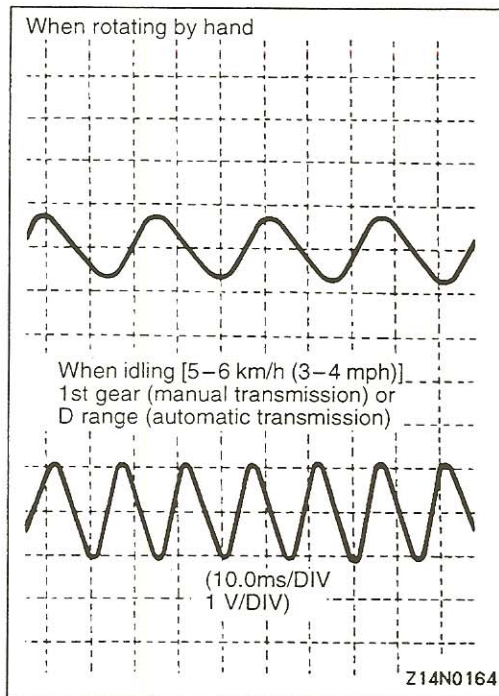 When rotating by hand
When idling [5–6 km/h (3–4 mph)]
1st gear (manual transmission) or
D range (automatic transmission)
(10.0ms/DIV
1 V/DIV)
Z14N0164